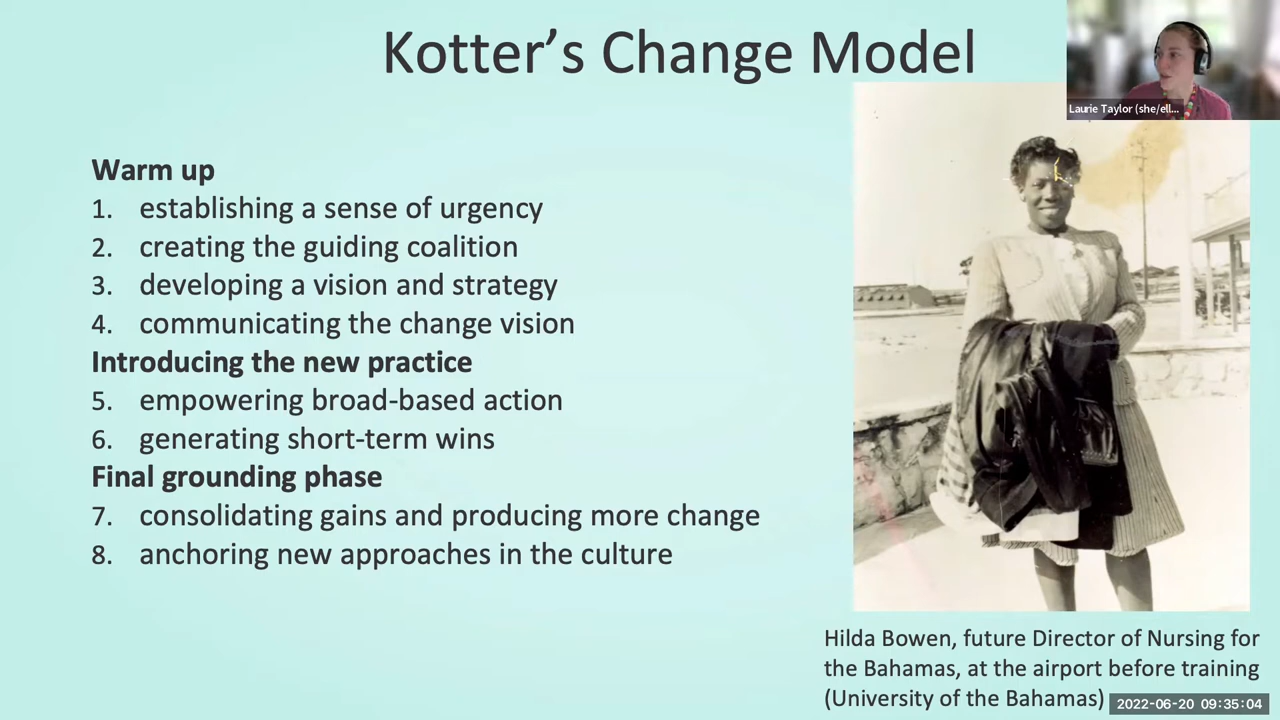 Kotter’s Change Model
Laurie Taylor (she/ell...
Warm up
1. establishing a sense of urgency
2. creating the guiding coalition
3. developing a vision and strategy
4. communicating the change vision
Introducing the new practice
5. empowering broad-based action
6. generating short-term wins
Final grounding phase
7. consolidating gains and producing more change
8. anchoring new approaches in the culture
Hilda Bowen, future Director of Nursing for
the Bahamas, at the airport before training
(University of the Bahamas)
2022-06-20 09:35:04